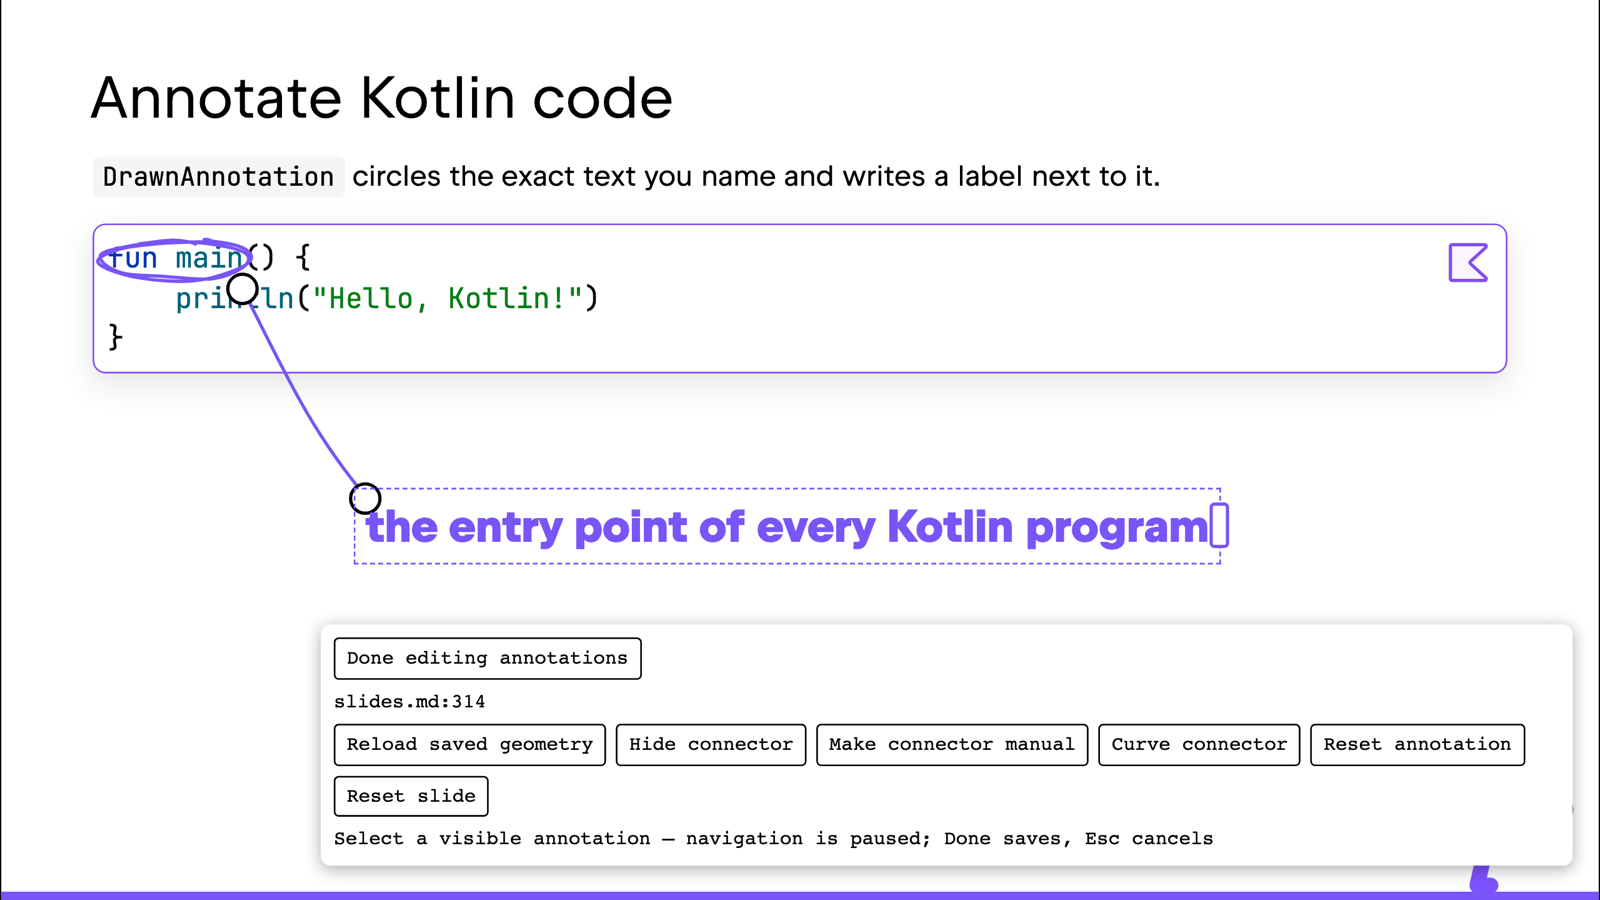 Annotate Kotlin code
DrawnAnnotation circles the exact text you name and writes a label next to it.
fun main() {
println("Hello, Kotlin!")
}
the entry point of every Kotlin program
Done editing annotations
slides.md:314
Reload saved geometry Hide connector Make connector manual Curve connector Reset annotation
Reset slide
Select a visible annotation — navigation is paused; Done saves, Esc cancels